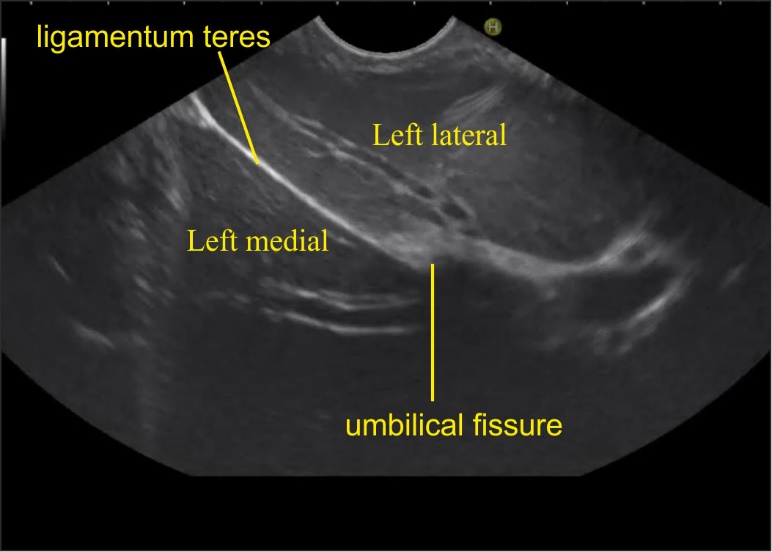 ligamentum teres
H
Left lateral
Left medial
umbilical fissure